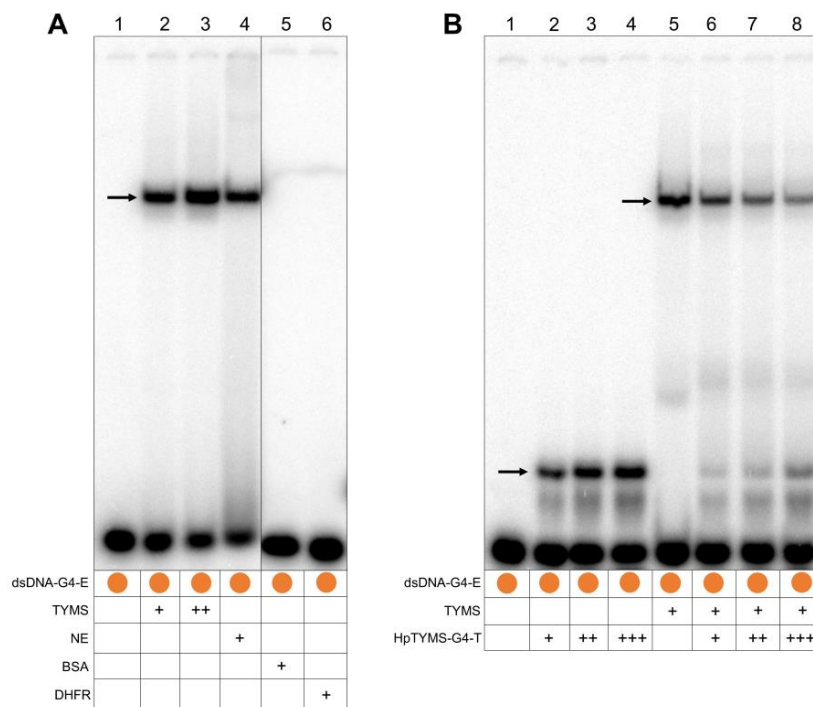 A
1 2 3 4 5 6
dsDNA-G4-E
TYMS + ++
NE +
BSA +
DHFR +
B
1 2 3 4 5 6 7 8
dsDNA-G4-E
TYMS + + + +
HpTYMS-G4-T + ++ +++ + ++ +++